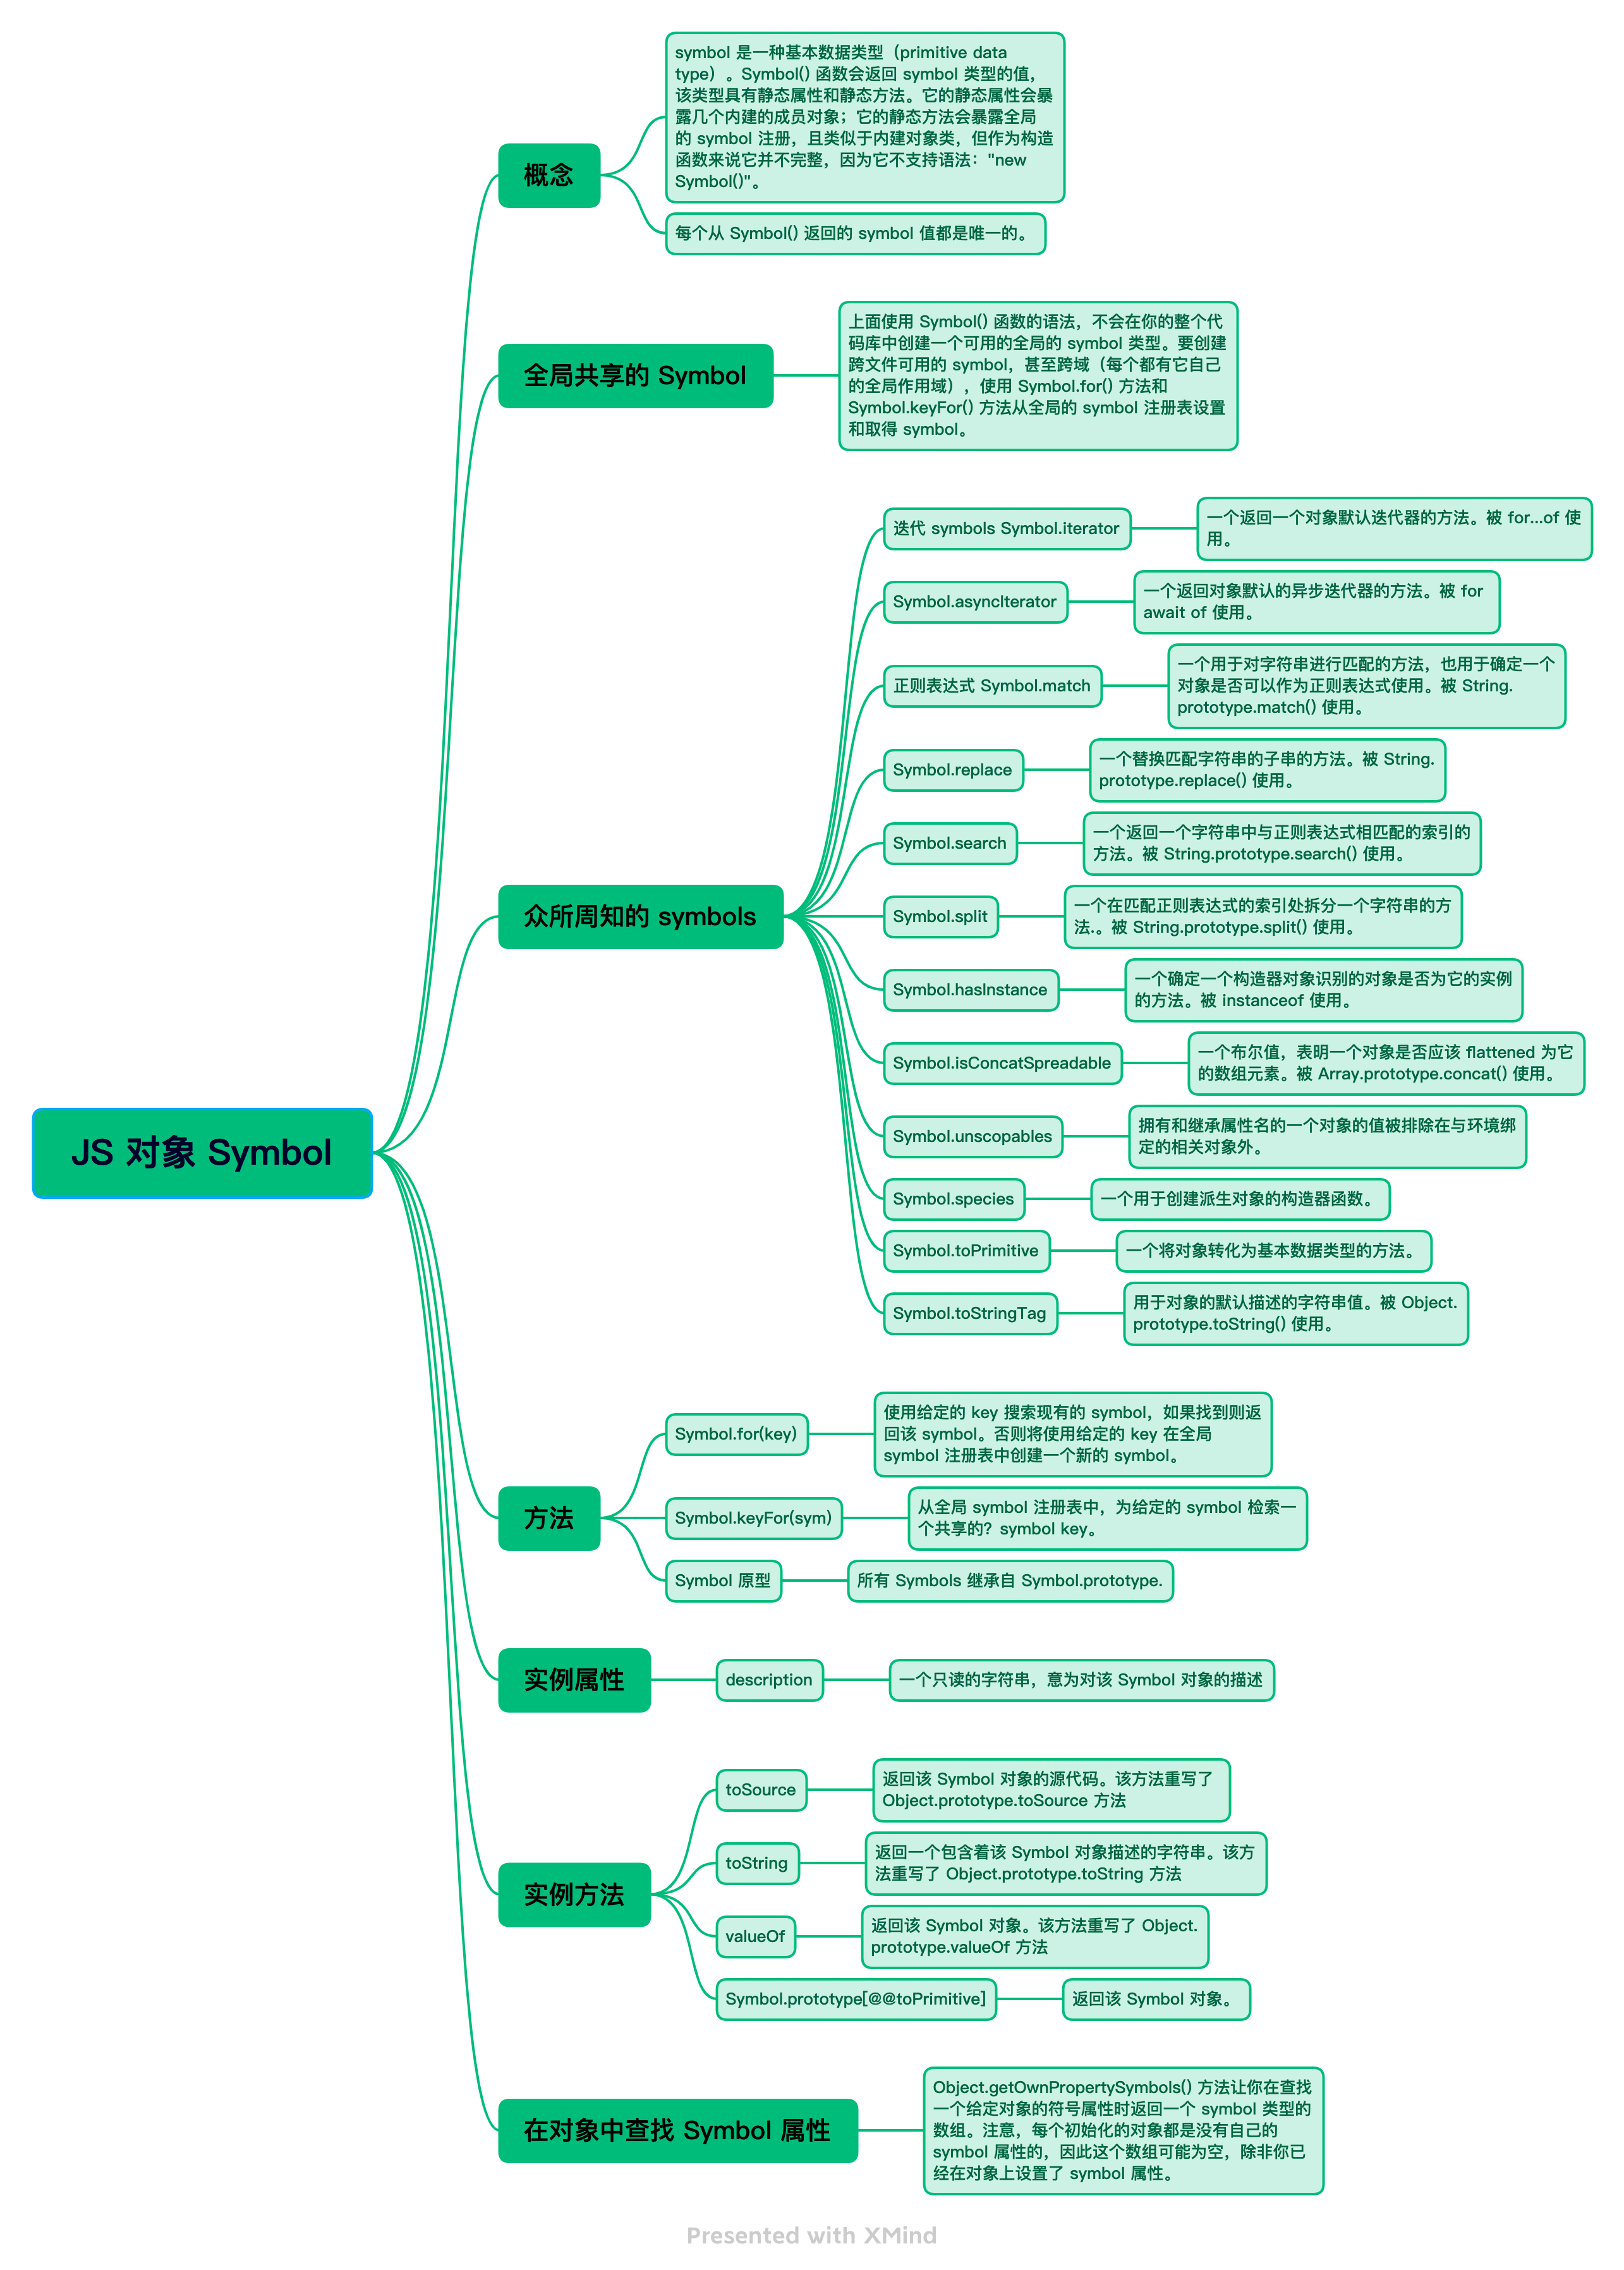 symbol 是一种基本数据类型（primitive data
type）。Symbol() 函数会返回 symbol 类型的值，
该类型具有静态属性和静态方法。它的静态属性会暴
露几个内建的成员对象；它的静态方法会暴露全局
的 symbol 注册，且类似于内建对象类，但作为构造
函数来说它并不完整，因为它不支持语法："new
Symbol()"。
概念
每个从 Symbol() 返回的 symbol 值都是唯一的。
上面使用 Symbol() 函数的语法，不会在你的整个代
码库中创建一个可用的全局的 symbol 类型。要创建
跨文件可用的 symbol，甚至跨域（每个都有它自己
的全局作用域），使用 Symbol.for() 方法和
Symbol.keyFor() 方法从全局的 symbol 注册表设置
和取得 symbol。
全局共享的 Symbol
迭代 symbols Symbol.iterator
一个返回一个对象默认迭代器的方法。被 for...of 使
用。
Symbol.asyncIterator
一个返回对象默认的异步迭代器的方法。被 for
await of 使用。
正则表达式 Symbol.match
一个用于对字符串进行匹配的方法，也用于确定一个
对象是否可以作为正则表达式使用。被 String.
prototype.match() 使用。
Symbol.replace
一个替换匹配字符串的子串的方法。被 String.
prototype.replace() 使用。
Symbol.search
一个返回一个字符串中与正则表达式相匹配的索引的
方法。被 String.prototype.search() 使用。
众所周知的 symbols
Symbol.split
一个在匹配正则表达式的索引处拆分一个字符串的方
法.。被 String.prototype.split() 使用。
Symbol.hasInstance
一个确定一个构造器对象识别的对象是否为它的实例
的方法。被 instanceof 使用。
Symbol.isConcatSpreadable
一个布尔值，表明一个对象是否应该 flattened 为它
的数组元素。被 Array.prototype.concat() 使用。
Symbol.unscopables
拥有和继承属性名的一个对象的值被排除在与环境绑
定的相关对象外。
JS 对象 Symbol
Symbol.species
一个用于创建派生对象的构造器函数。
Symbol.toPrimitive
一个将对象转化为基本数据类型的方法。
Symbol.toStringTag
用于对象的默认描述的字符串值。被 Object.
prototype.toString() 使用。
Symbol.for(key)
使用给定的 key 搜索现有的 symbol，如果找到则返
回该 symbol。否则将使用给定的 key 在全局
symbol 注册表中创建一个新的 symbol。
方法
Symbol.keyFor(sym)
从全局 symbol 注册表中，为给定的 symbol 检索一
个共享的？symbol key。
Symbol 原型
所有 Symbols 继承自 Symbol.prototype.
实例属性
description
一个只读的字符串，意为对该 Symbol 对象的描述
toSource
返回该 Symbol 对象的源代码。该方法重写了
Object.prototype.toSource 方法
toString
返回一个包含着该 Symbol 对象描述的字符串。该方
法重写了 Object.prototype.toString 方法
实例方法
valueOf
返回该 Symbol 对象。该方法重写了 Object.
prototype.valueOf 方法
Symbol.prototype[@@toPrimitive]
返回该 Symbol 对象。
在对象中查找 Symbol 属性
Object.getOwnPropertySymbols() 方法让你在查找
一个给定对象的符号属性时返回一个 symbol 类型的
数组。注意，每个初始化的对象都是没有自己的
symbol 属性的，因此这个数组可能为空，除非你已
经在对象上设置了 symbol 属性。
Presented with XMind